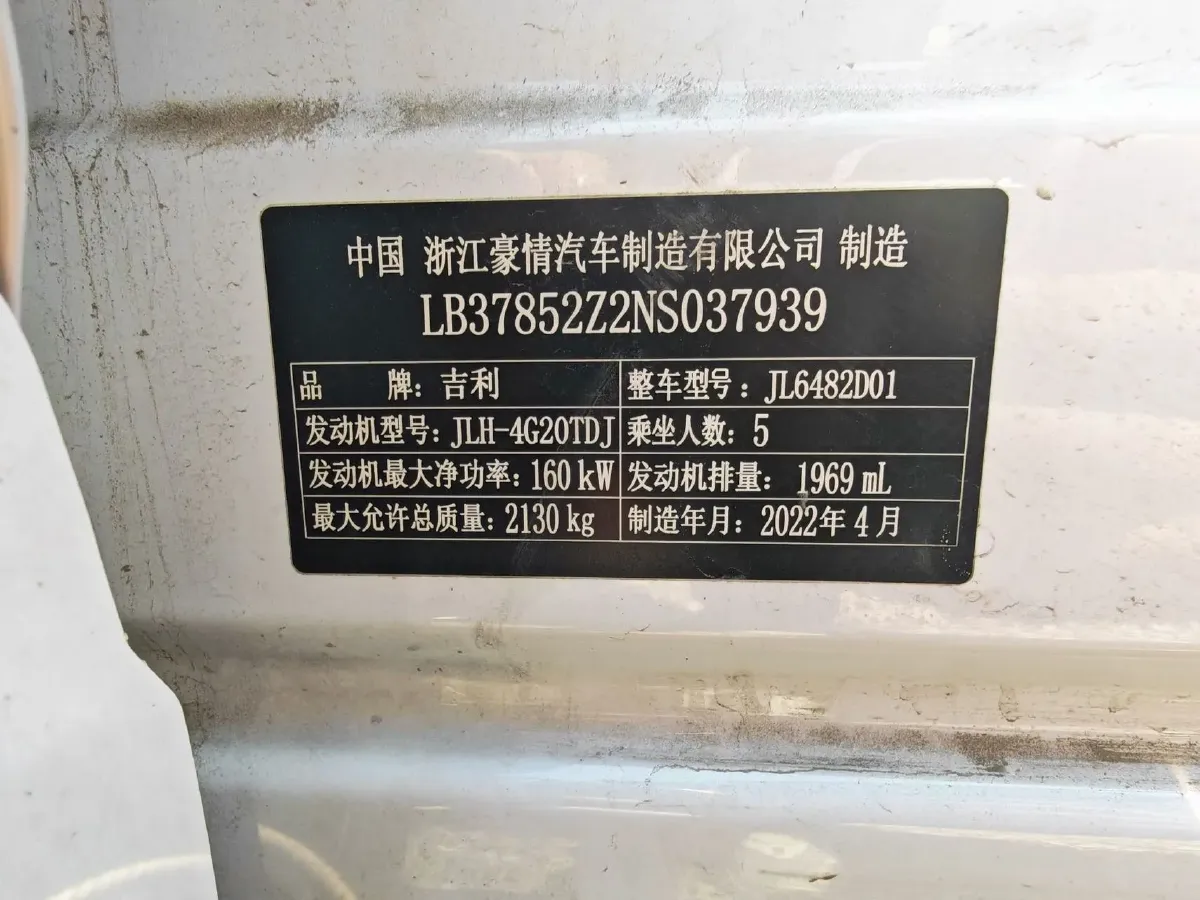 中国 浙江豪情汽车制造有限公司 制造
LB37852Z2NS037939
品 牌：吉利 整车型号：JL6482D01
发动机型号：JLH-4G20TDJ 乘坐人数：5
发动机最大净功率：160 kW 发动机排量：1969 mL
最大允许总质量：2130 kg 制造年月：2022年4月